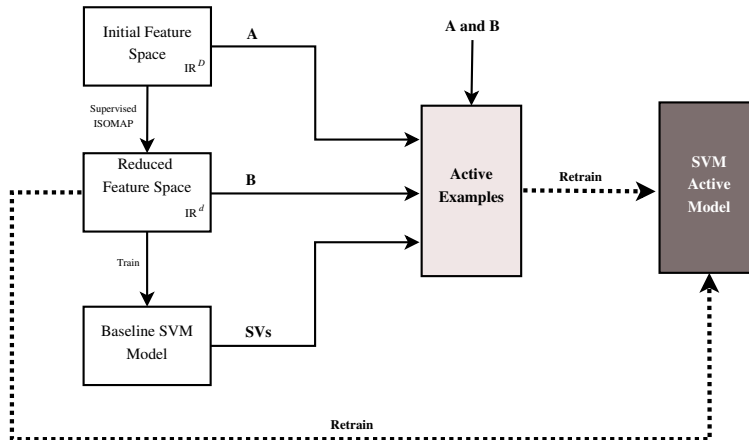 Initial Feature
Space
IR^D
A
A and B
Supervised
ISOMAP
Reduced
Feature Space
IR^d
B
Active
Examples
Retrain
SVM
Active
Model
Train
Baseline SVM
Model
SVs
Retrain